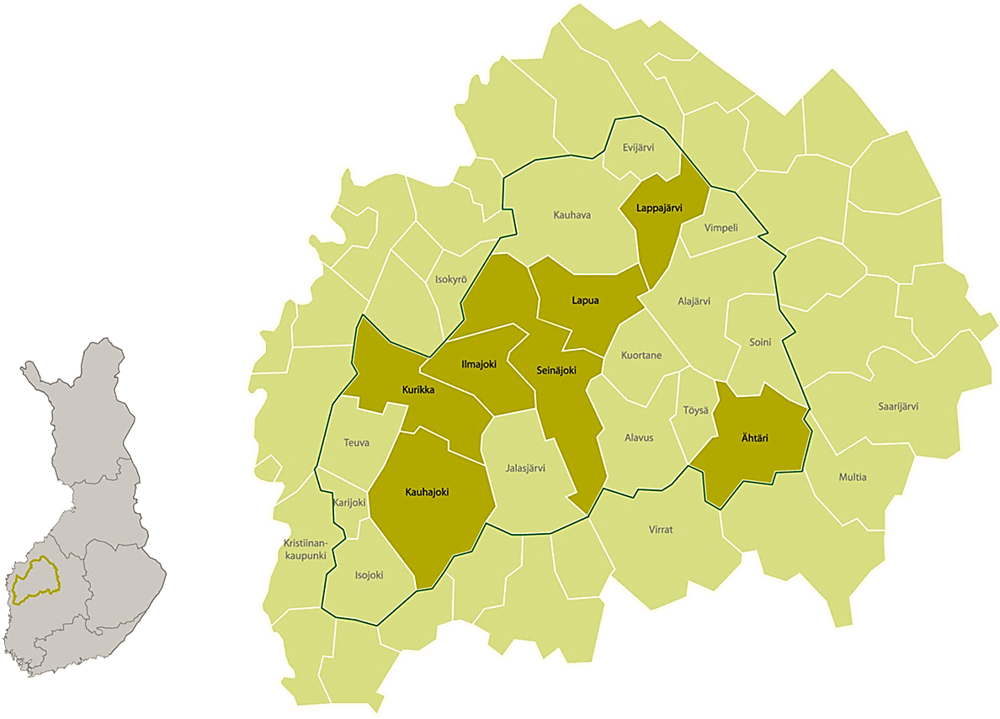 Evijärvi
Lappajärvi
Kauhava
Vimpeli
Isokyrö
Lapua
Alajärvi
Soini
Kuortane
Ilmajoki
Seinäjoki
Kurikka
Saarijärvi
Töysä
Ähtäri
Alavus
Teuva
Jalasjärvi
Multia
Kauhajoki
Karijoki
Virrat
Kristiinan-
kaupunki
Isojoki